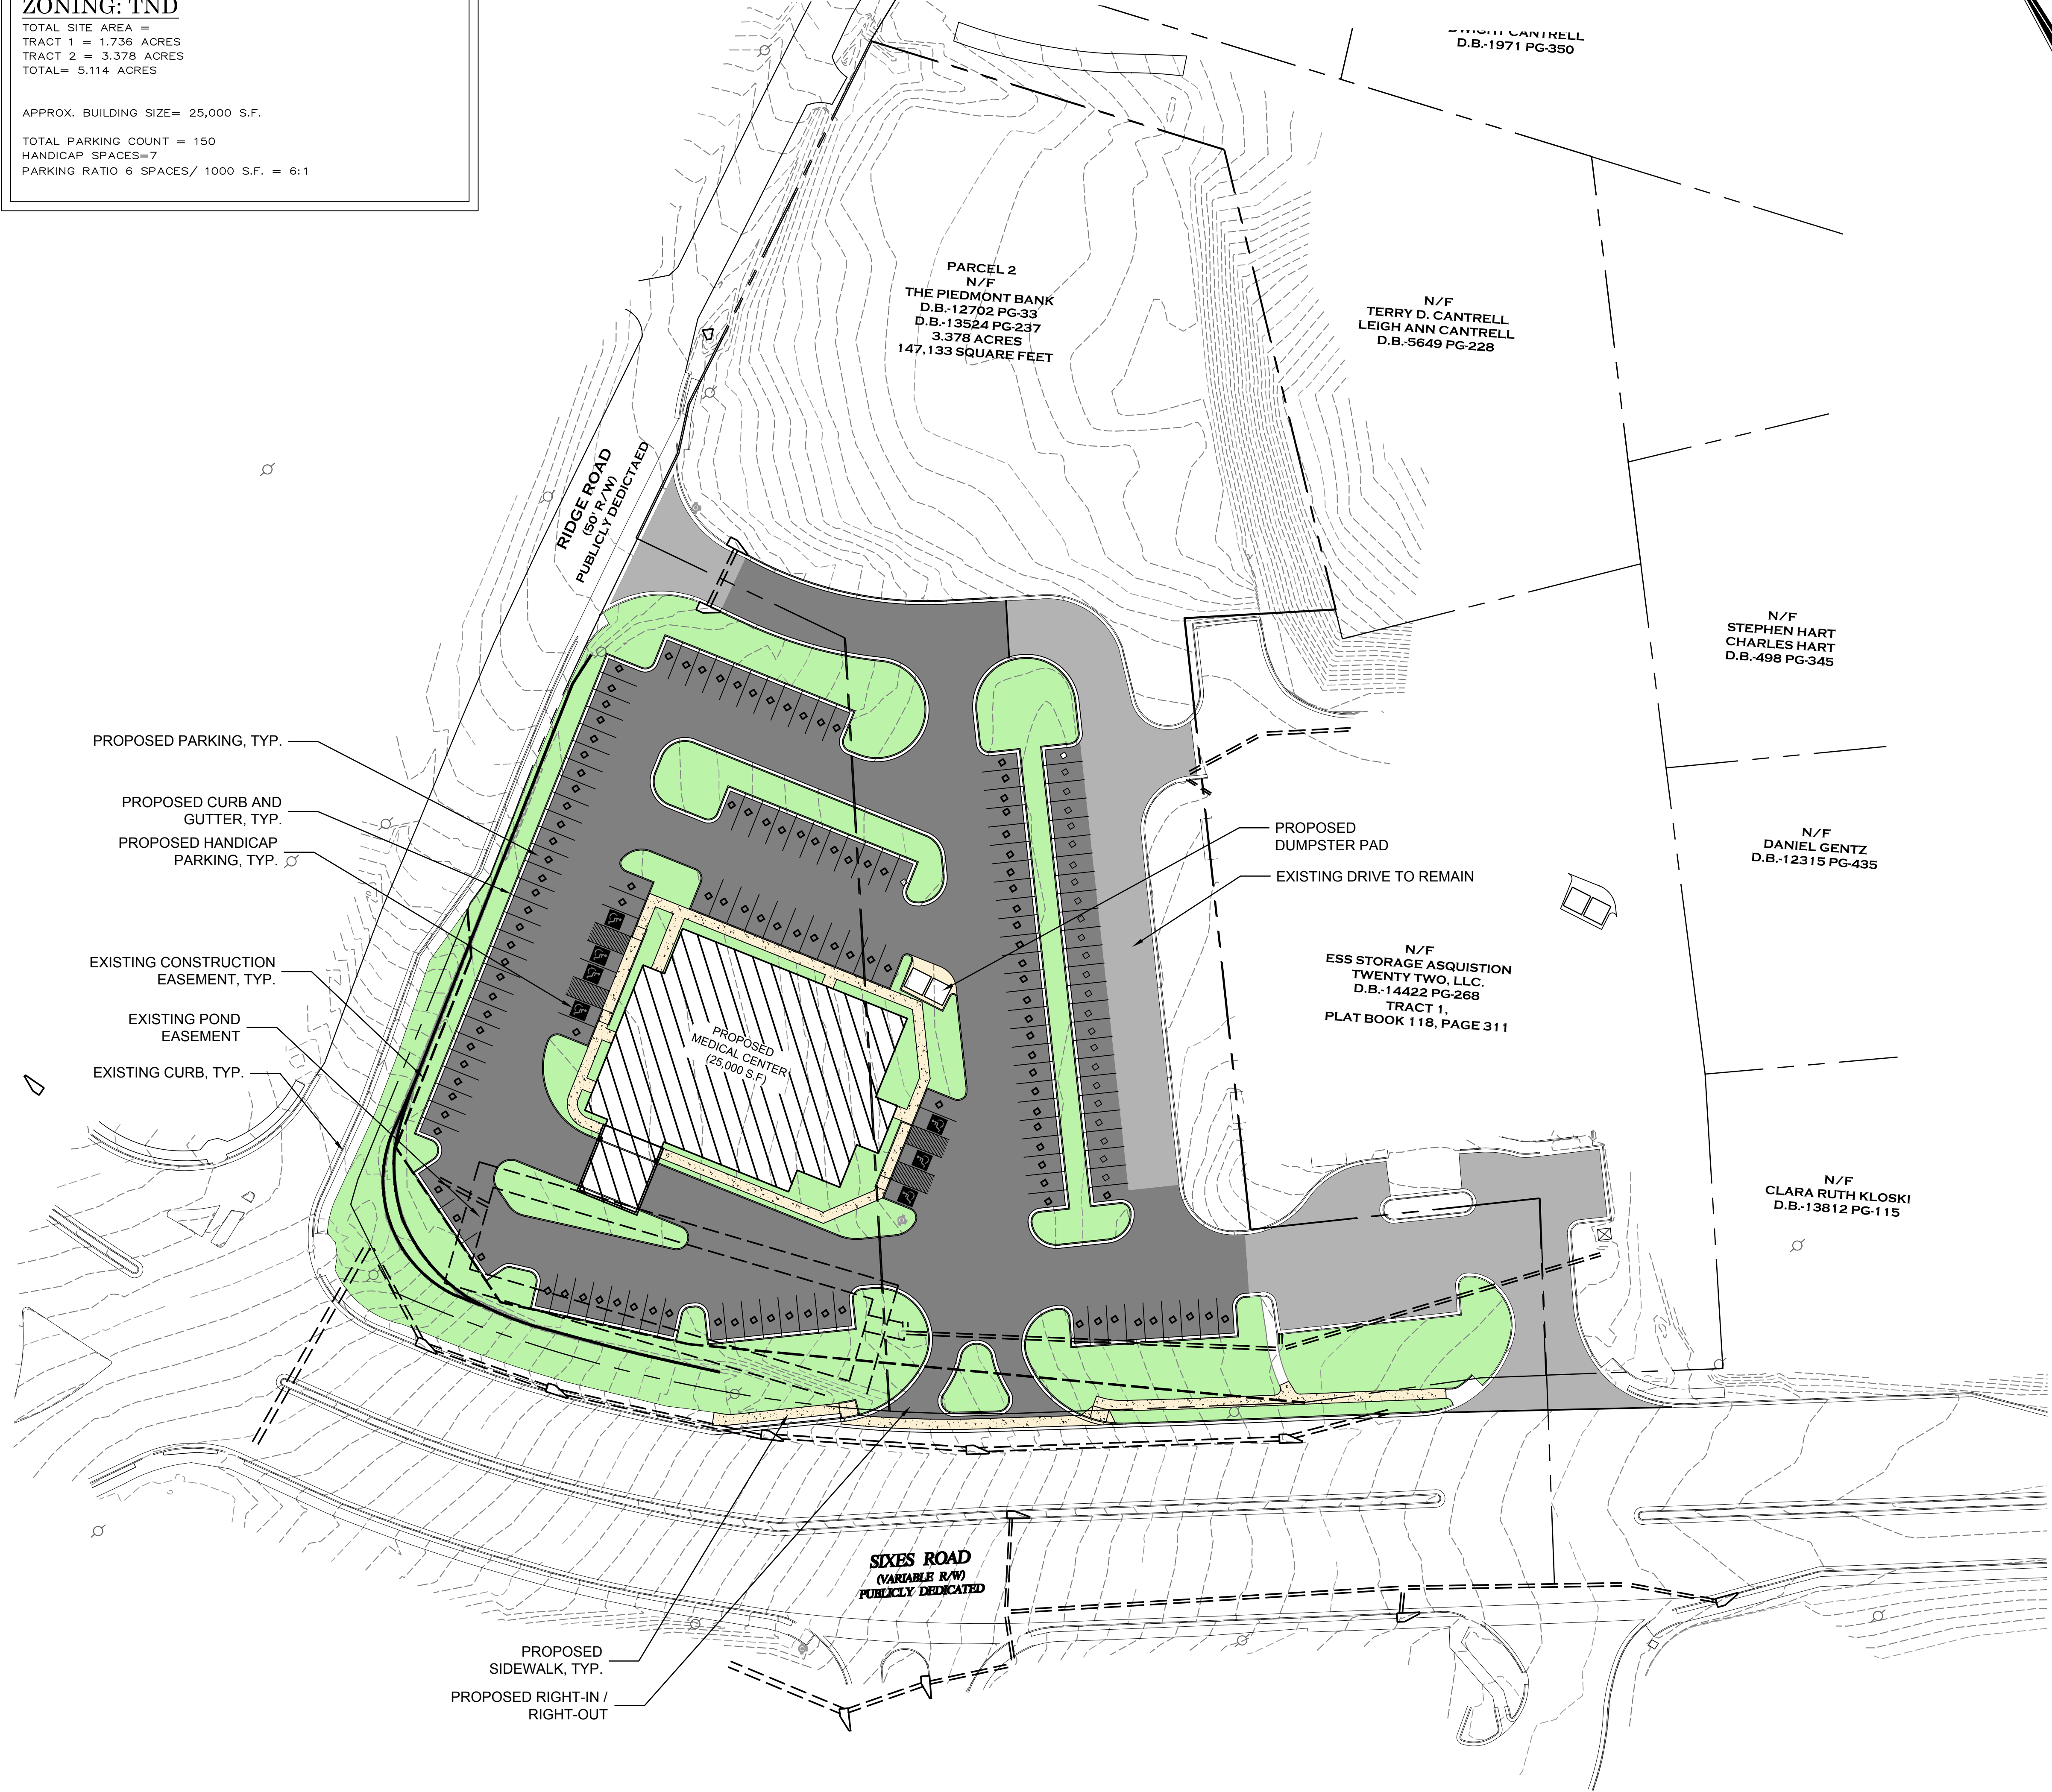 ZONING: TND
TOTAL SITE AREA =
TRACT 1 = 1.736 ACRES
TRACT 2 = 3.378 ACRES
TOTAL= 5.114 ACRES
APPROX. BUILDING SIZE= 25,000 S.F.
TOTAL PARKING COUNT = 150
HANDICAP SPACES=7
PARKING RATIO 6 SPACES/ 1000 S.F. = 6:1
DWIGHT CANTRELL
D.B.-1971 PG-350
PARCEL 2
N/F
THE PIEDMONT BANK
D.B.-12702 PG-33
D.B.-13524 PG-237
3.378 ACRES
147,133 SQUARE FEET
N/F
TERRY D. CANTRELL
LEIGH ANN CANTRELL
D.B.-5649 PG-228
RIDGE ROAD
(50' R/W)
PUBLICLY DEDICTAED
N/F
STEPHEN HART
CHARLES HART
D.B.-498 PG-345
PROPOSED PARKING, TYP.
PROPOSED CURB AND
GUTTER, TYP.
PROPOSED HANDICAP
PARKING, TYP.
PROPOSED
DUMPSTER PAD
EXISTING DRIVE TO REMAIN
N/F
DANIEL GENTZ
D.B.-12315 PG-435
EXISTING CONSTRUCTION
EASEMENT, TYP.
EXISTING POND
EASEMENT
EXISTING CURB, TYP.
N/F
ESS STORAGE ASQUISTION
TWENTY TWO, LLC.
D.B.-14422 PG-268
TRACT 1,
PLAT BOOK 118, PAGE 311
PROPOSED
MEDICAL CENTER
(25,000 S.F)
N/F
CLARA RUTH KLOSKI
D.B.-13812 PG-115
SIXES ROAD
(VARIABLE R/W)
PUBLICLY DEDICATED
PROPOSED
SIDEWALK, TYP.
PROPOSED RIGHT-IN /
RIGHT-OUT